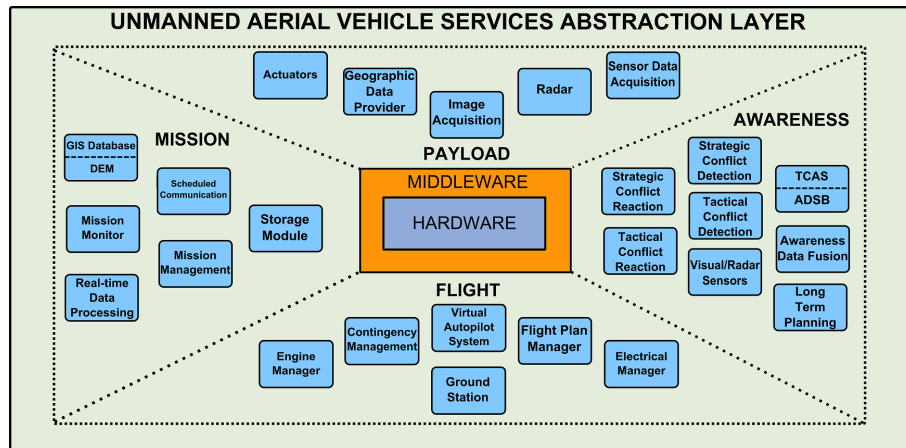 UNMANNED AERIAL VEHICLE SERVICES ABSTRACTION LAYER
Actuators
Geographic
Data
Provider
Image
Acquisition
Radar
Sensor Data
Acquisition
MISSION
GIS Database
DEM
Scheduled
Communication
Mission
Monitor
Mission
Management
Storage
Module
Real-time
Data
Processing
PAYLOAD
MIDDLEWARE
HARDWARE
AWARENESS
Strategic
Conflict
Detection
Strategic
Conflict
Reaction
TCAS
ADSB
Tactical
Conflict
Detection
Tactical
Conflict
Reaction
Awareness
Data Fusion
Visual/Radar
Sensors
Long
Term
Planning
FLIGHT
Engine
Manager
Contingency
Management
Virtual
Autopilot
System
Flight Plan
Manager
Electrical
Manager
Ground
Station